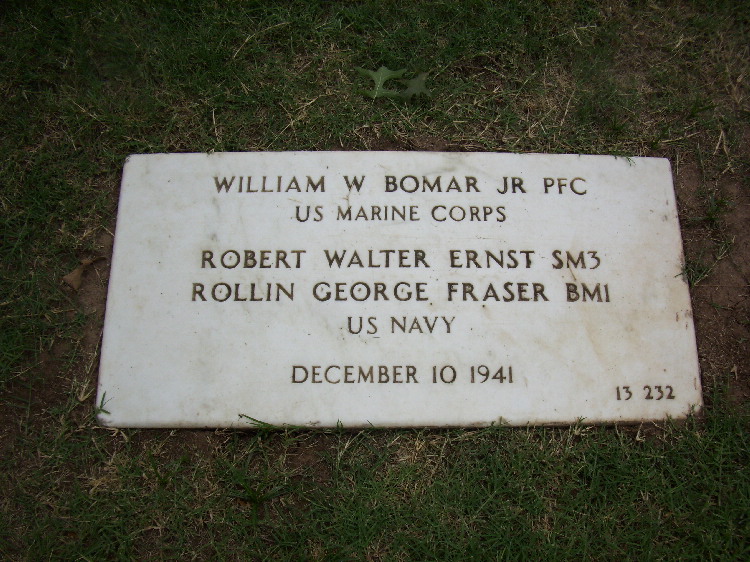 WILLIAM W BOMAR JR PFC
US MARINE CORPS
ROBERT WALTER ERNST SM3
ROLLIN GEORGE FRASER BM1
US NAVY
DECEMBER 10 1941
13 232